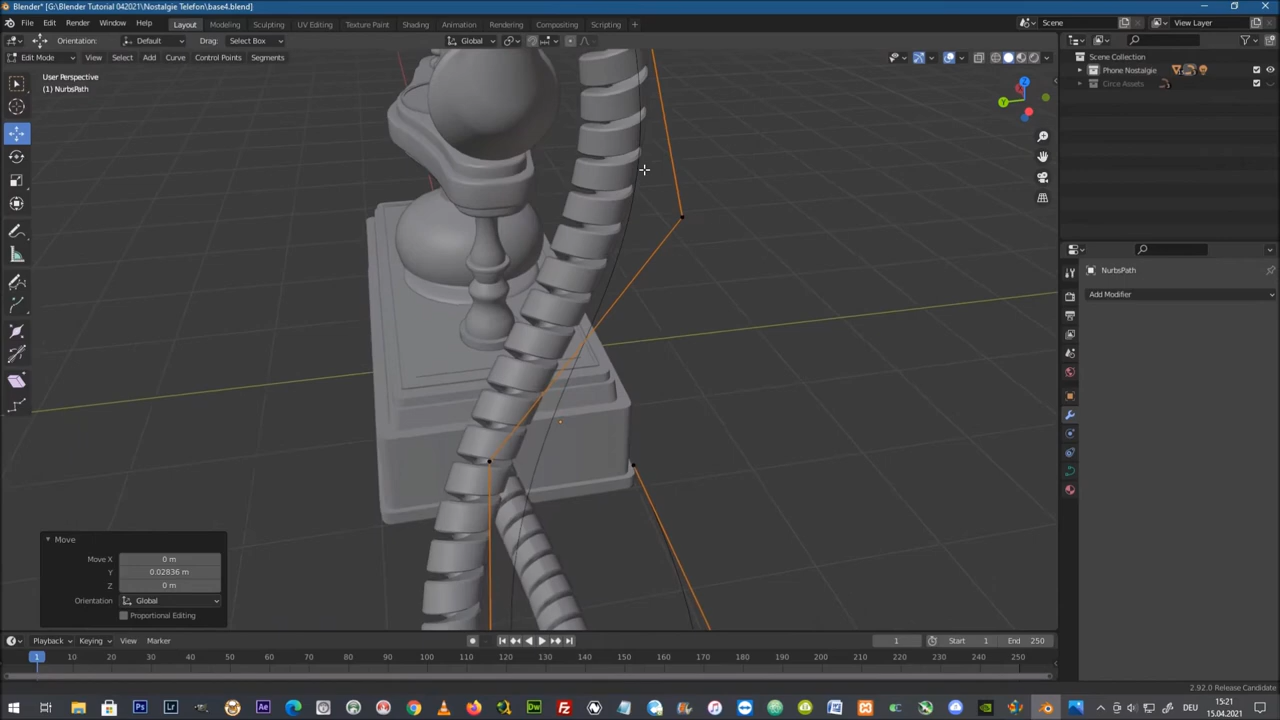 Blender* [G:\Blender Tutorial 042021\Nostalgie Telefon\base4.blend]
File Edit Render Window Help Layout Modeling Sculpting UV Editing Texture Paint Shading Animation Rendering Compositing Scripting + Scene View Layer
Orientation: Default Drag: Select Box Global
Edit Mode View Select Add Curve Control Points Segments
User Perspective
(1) NurbsPath
Scene Collection
Phone Nostalgie
Circe Assets
NurbsPath
Add Modifier
Move
Move X 0 m
Y 0.02836 m
Z 0 m
Orientation: Global
Proportional Editing
Playback Keying View Marker 1 Start 1 End 250
1 10 20 30 40 50 60 70 80 90 100 110 120 130 140 150 160 170 180 190 200 210 220 230 240 250
2.92.0 Release Candidate
DEU 15:21
15.04.2021